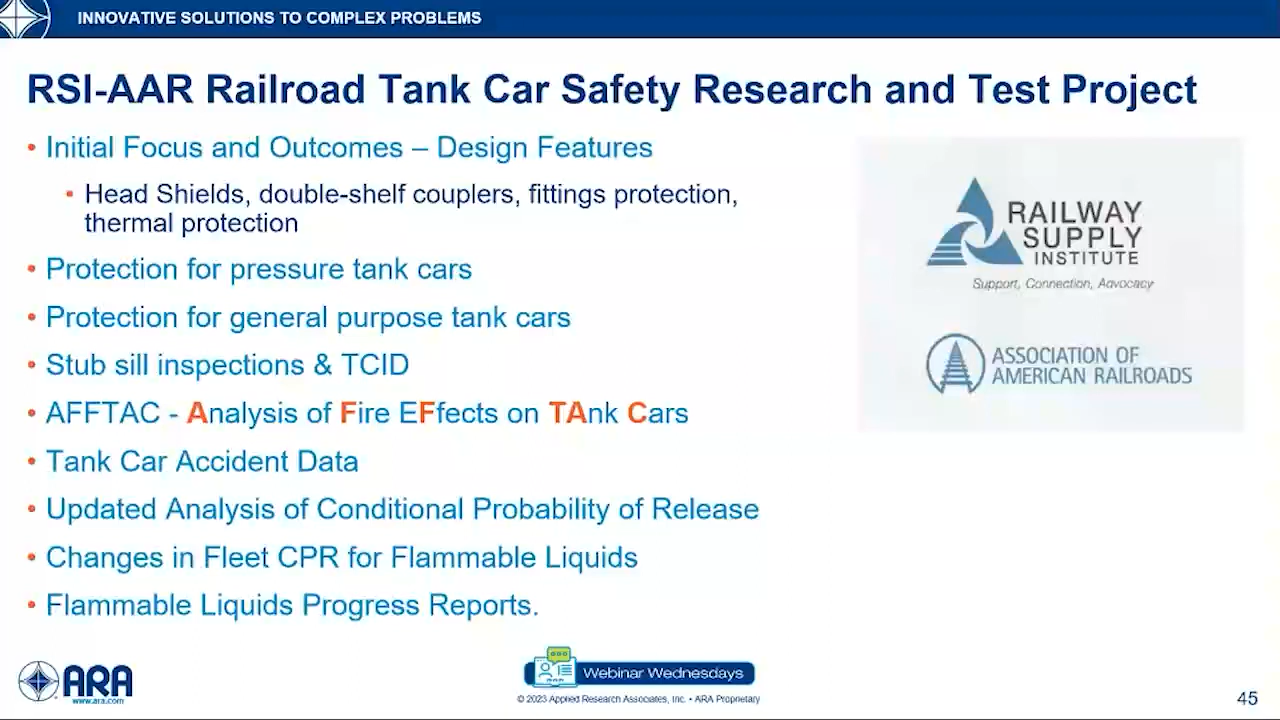 INNOVATIVE SOLUTIONS TO COMPLEX PROBLEMS
RSI-AAR Railroad Tank Car Safety Research and Test Project
• Initial Focus and Outcomes – Design Features
• Head Shields, double-shelf couplers, fittings protection,
thermal protection
• Protection for pressure tank cars
• Protection for general purpose tank cars
• Stub sill inspections & TCID
• AFFTAC - Analysis of Fire EFfects on TAnk Cars
• Tank Car Accident Data
• Updated Analysis of Conditional Probability of Release
• Changes in Fleet CPR for Flammable Liquids
• Flammable Liquids Progress Reports.
RAILWAY
SUPPLY
INSTITUTE
Support, Connection, Advocacy
ASSOCIATION OF
AMERICAN RAILROADS
ARA
www.ara.com
Webinar Wednesdays
© 2023 Applied Research Associates, Inc. • ARA Proprietary
45